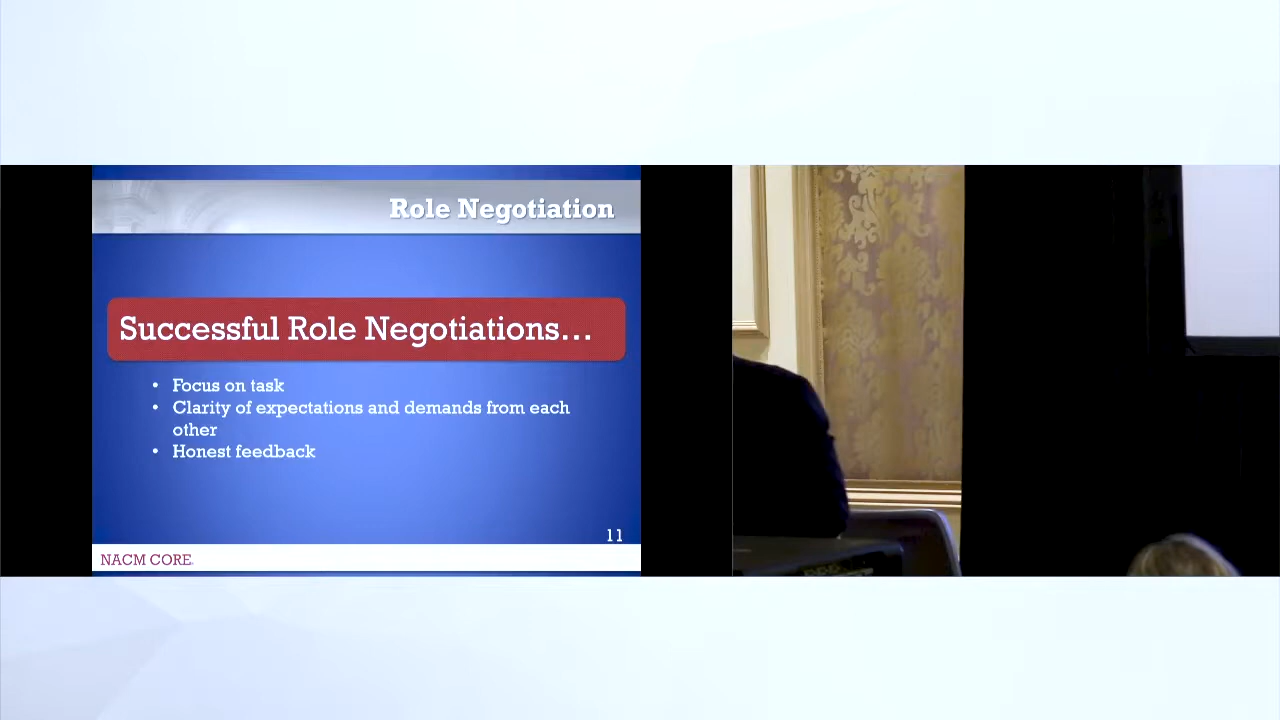 Role Negotiation
Successful Role Negotiations...
• Focus on task
• Clarity of expectations and demands from each
other
• Honest feedback
11
NACM CORE